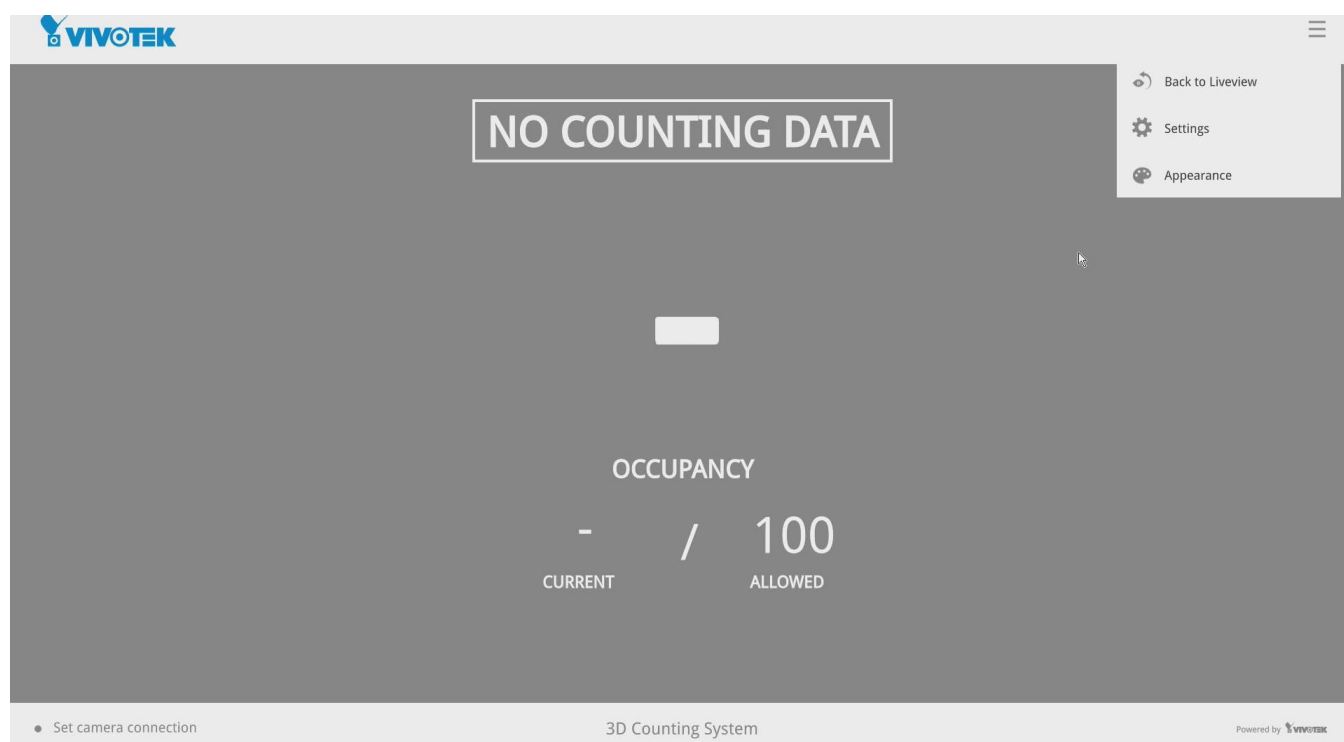 VIVOTEK
Back to Liveview
Settings
Appearance
NO COUNTING DATA
OCCUPANCY
- / 100
CURRENT ALLOWED
Set camera connection
3D Counting System
Powered by VIVOTEK